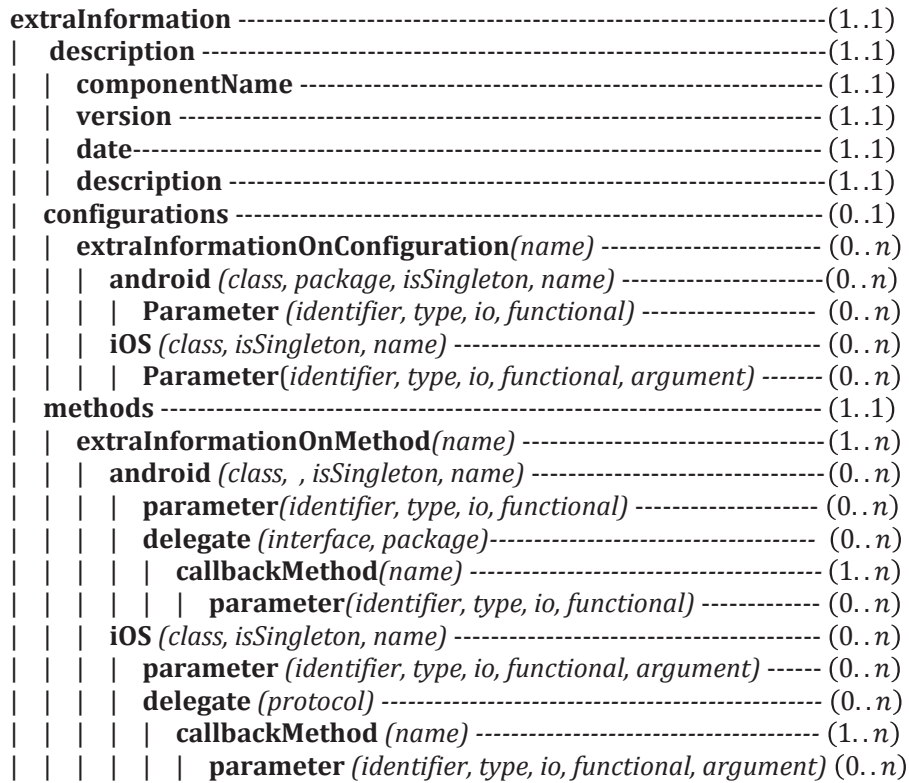 extraInformation ----------------------------------------------------------------(1..1)
|   description --------------------------------------------------------------------(1..1)
|   |   componentName --------------------------------------------------------- (1..1)
|   |   version ---------------------------------------------------------------------- (1..1)
|   |   date--------------------------------------------------------------------------- (1..1)
|   |   description -----------------------------------------------------------------(1..1)
|   configurations ---------------------------------------------------------------- (0..1)
|   |   extraInformationOnConfiguration(name) ------------------------ (0..n)
|   |   |   android (class, package, isSingleton, name) ----------------------(0..n)
|   |   |   |   Parameter (identifier, type, io, functional) ------------------- (0..n)
|   |   |   iOS (class, isSingleton, name) ---------------------------------------- (0..n)
|   |   |   |   Parameter(identifier, type, io, functional, argument) ------- (0..n)
|   methods ------------------------------------------------------------------------ (1..1)
|   |   extraInformationOnMethod(name) ---------------------------------(1..n)
|   |   |   android (class, , isSingleton, name) --------------------------------(0..n)
|   |   |   |   parameter(identifier, type, io, functional) -------------------- (0..n)
|   |   |   |   delegate (interface, package)----------------------------------- (0..n)
|   |   |   |   |   callbackMethod(name) -------------------------------------- (1..n)
|   |   |   |   |   |   parameter(identifier, type, io, functional) ------------- (0..n)
|   |   |   iOS (class, isSingleton, name) ---------------------------------------- (0..n)
|   |   |   |   parameter (identifier, type, io, functional, argument) ------ (0..n)
|   |   |   |   delegate (protocol) ------------------------------------------------ (0..n)
|   |   |   |   |   callbackMethod (name) ------------------------------------- (1..n)
|   |   |   |   |   |   parameter (identifier, type, io, functional, argument) (0..n)